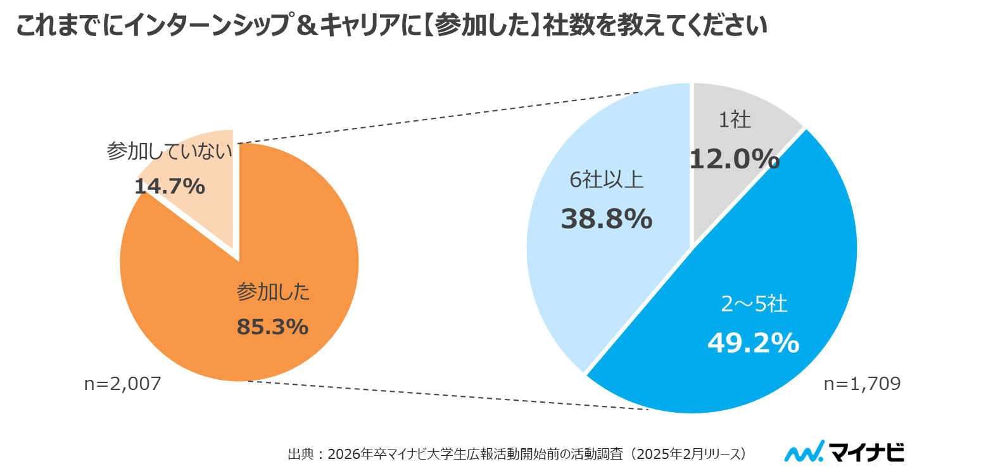 これまでにインターンシップ＆キャリアに【参加した】社数を教えてください
参加していない
14.7%
参加した
85.3%
n=2,007
1社
12.0%
6社以上
38.8%
2～5社
49.2%
n=1,709
出典：2026年卒マイナビ大学生広報活動開始前の活動調査（2025年2月リリース）
マイナビ